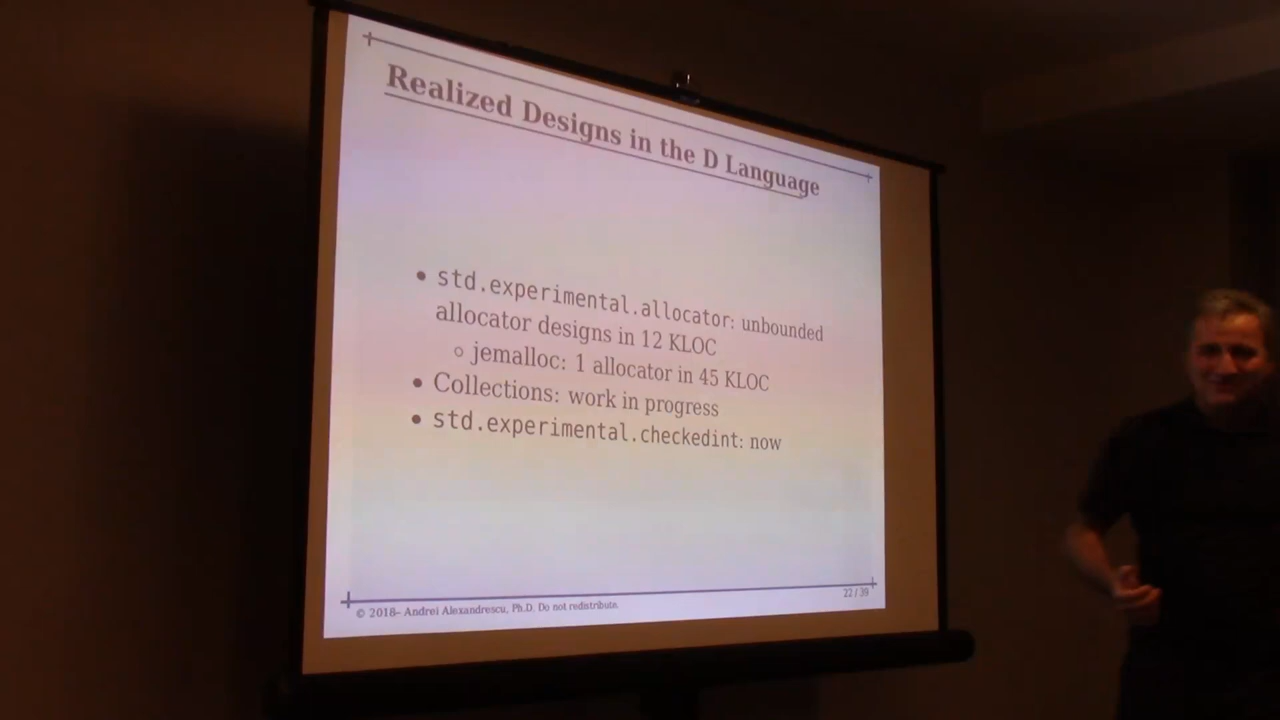 Realized Designs in the D Language
• std.experimental.allocator: unbounded
allocator designs in 12 KLOC
◦ jemalloc: 1 allocator in 45 KLOC
• Collections: work in progress
• std.experimental.checkedint: now
22 / 39
© 2018– Andrei Alexandrescu, Ph.D. Do not redistribute.